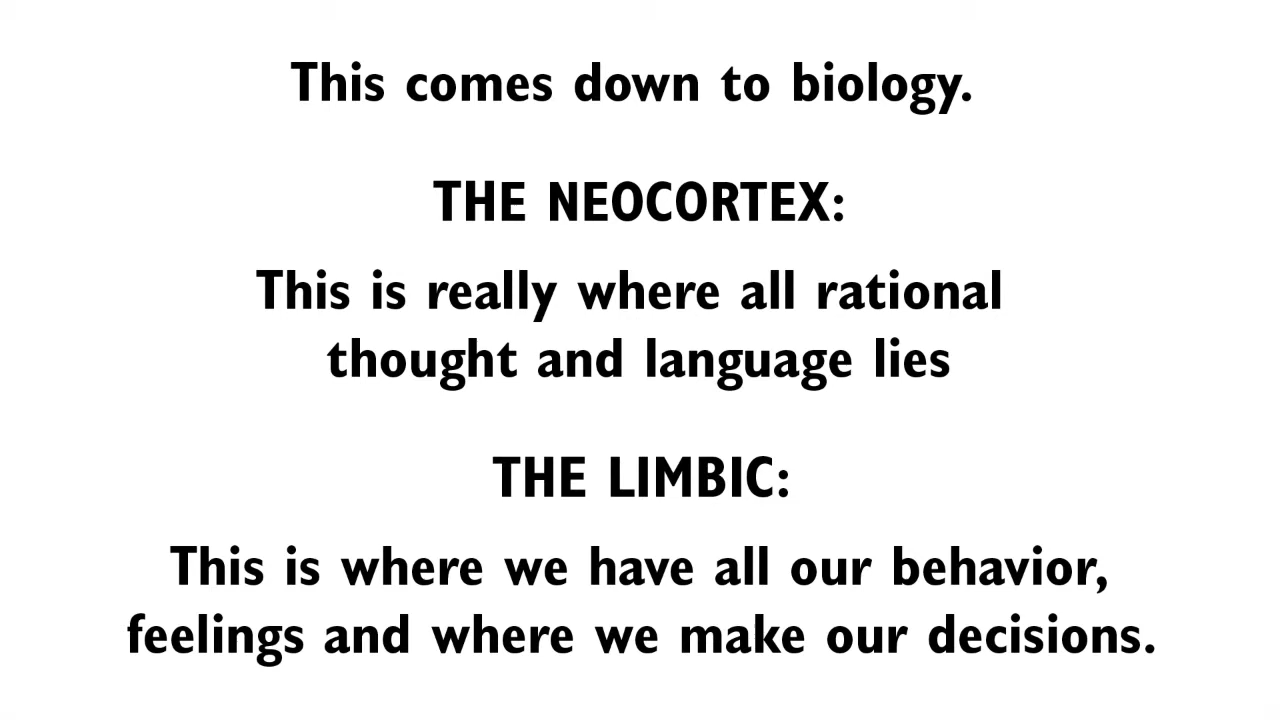 This comes down to biology.
THE NEOCORTEX:
This is really where all rational
thought and language lies
THE LIMBIC:
This is where we have all our behavior,
feelings and where we make our decisions.